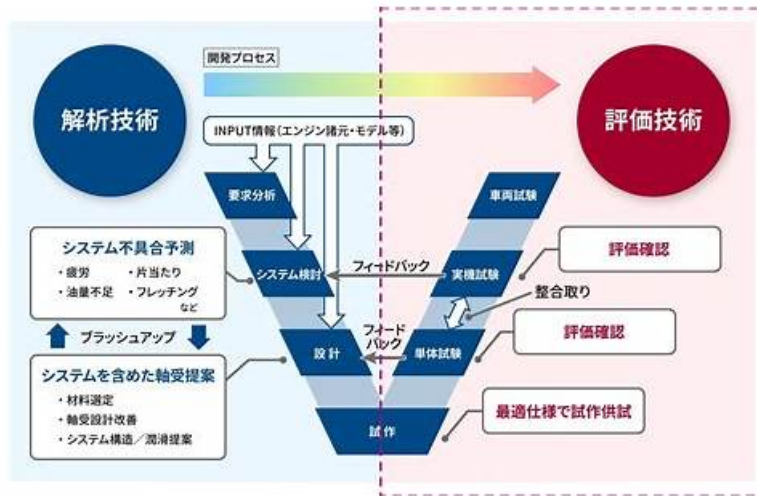 開発プロセス
解析技術
評価技術
INPUT情報（エンジン諸元・モデル等）
要求分析
車両試験
システム不具合予測
・疲労
・片当たり
・油量不足
・フレッチング
など
システム検討
フィードバック
実機試験
評価確認
整合取り
ブラッシュアップ
設計
フィード
バック
単体試験
評価確認
システムを含めた軸受提案
・材料選定
・軸受設計改善
・システム構造／潤滑提案
試作
最適仕様で試作供試